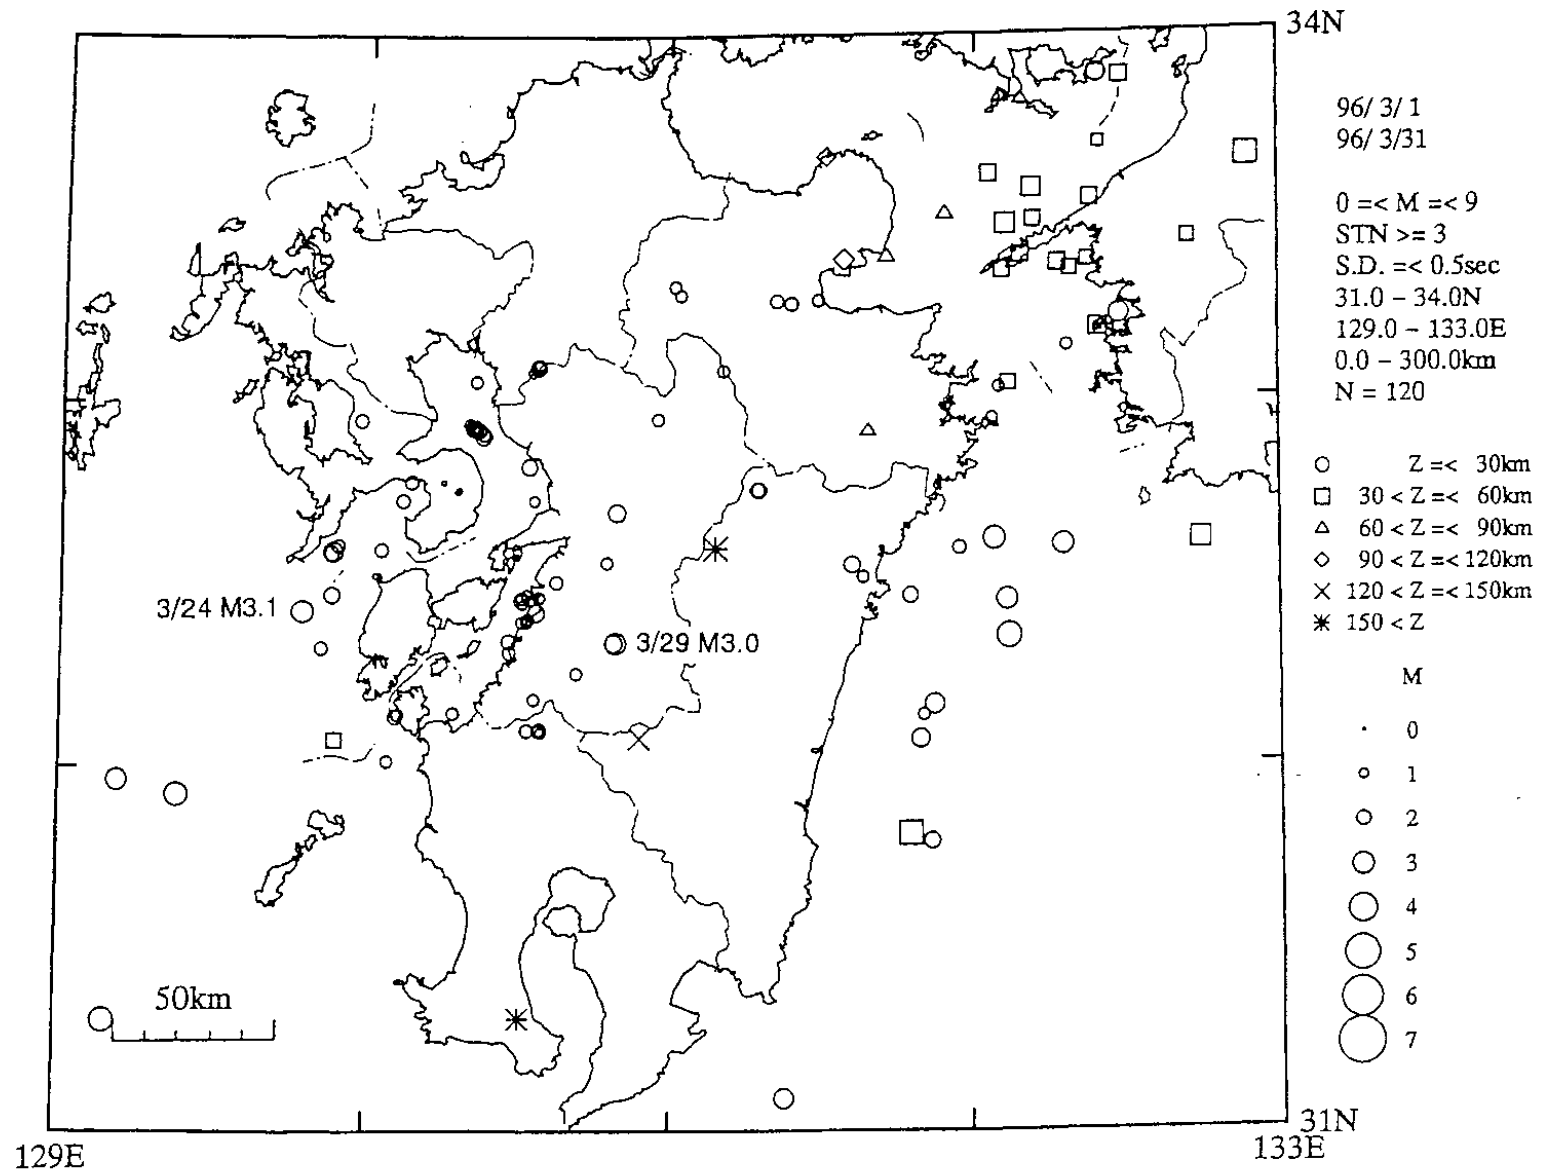 34N
96/ 3/ 1
96/ 3/31
0 =< M =< 9
STN >= 3
S.D. =< 0.5sec
31.0 – 34.0N
129.0 – 133.0E
0.0 – 300.0km
N = 120
Z =< 30km
30 < Z =< 60km
60 < Z =< 90km
90 < Z =< 120km
120 < Z =< 150km
150 < Z
3/24 M3.1
3/29 M3.0
M
0
1
2
3
4
5
6
7
50km
31N
129E
133E